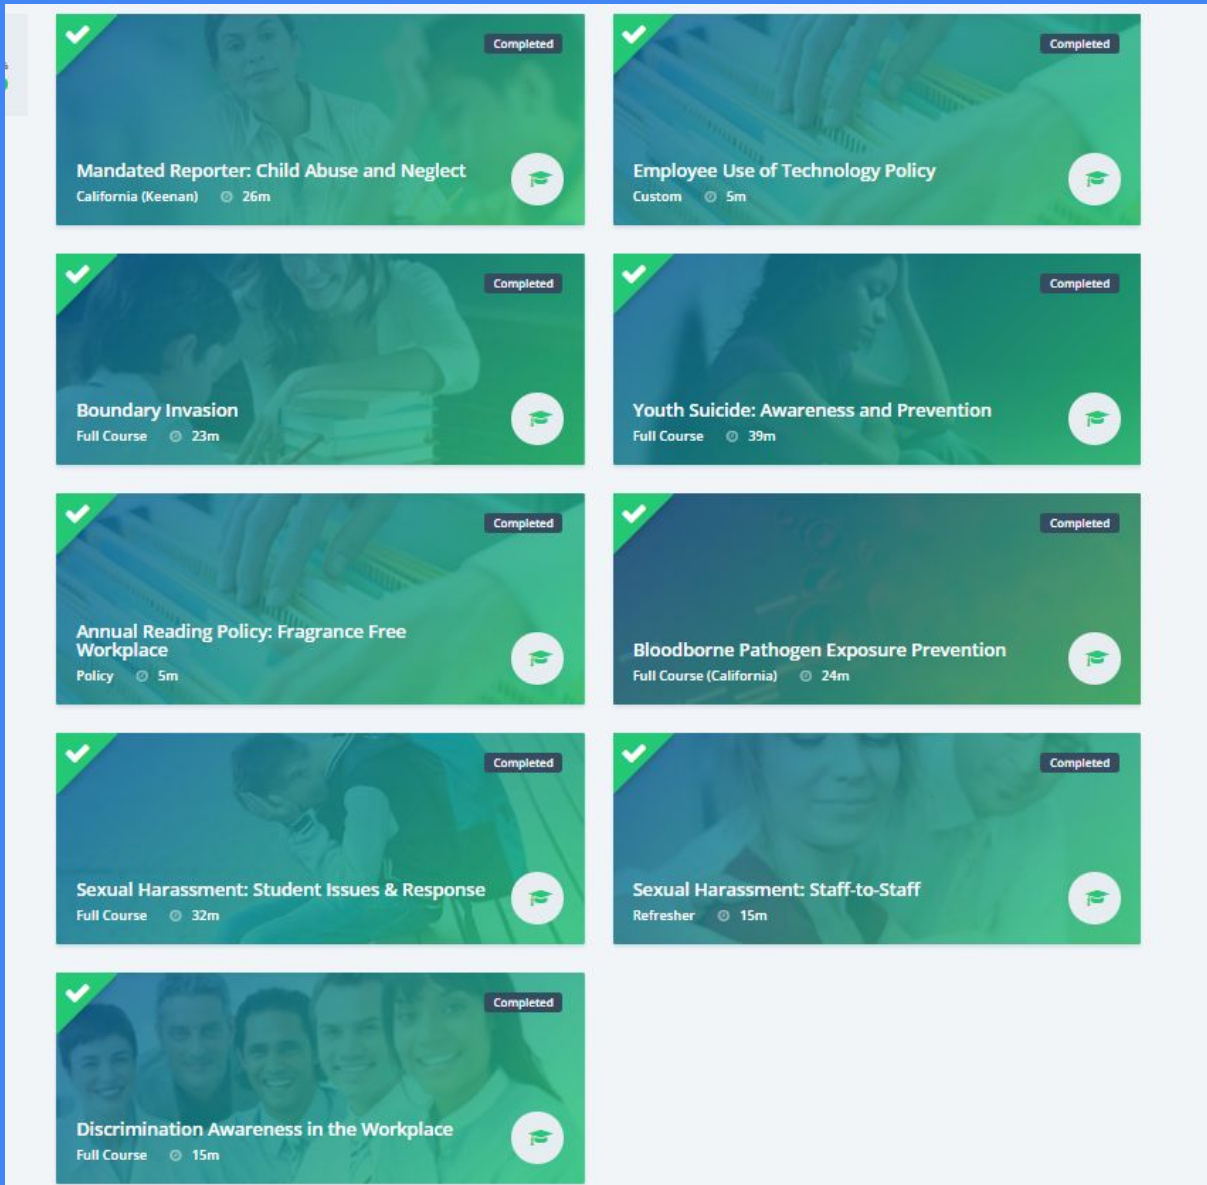 Completed
Mandated Reporter: Child Abuse and Neglect
California (Keenan) 26m
Completed
Employee Use of Technology Policy
Custom 5m
Completed
Boundary Invasion
Full Course 23m
Completed
Youth Suicide: Awareness and Prevention
Full Course 39m
Completed
Annual Reading Policy: Fragrance Free
Workplace
Policy 5m
Completed
Bloodborne Pathogen Exposure Prevention
Full Course (California) 24m
Completed
Sexual Harassment: Student Issues & Response
Full Course 32m
Completed
Sexual Harassment: Staff-to-Staff
Refresher 15m
Completed
Discrimination Awareness in the Workplace
Full Course 15m